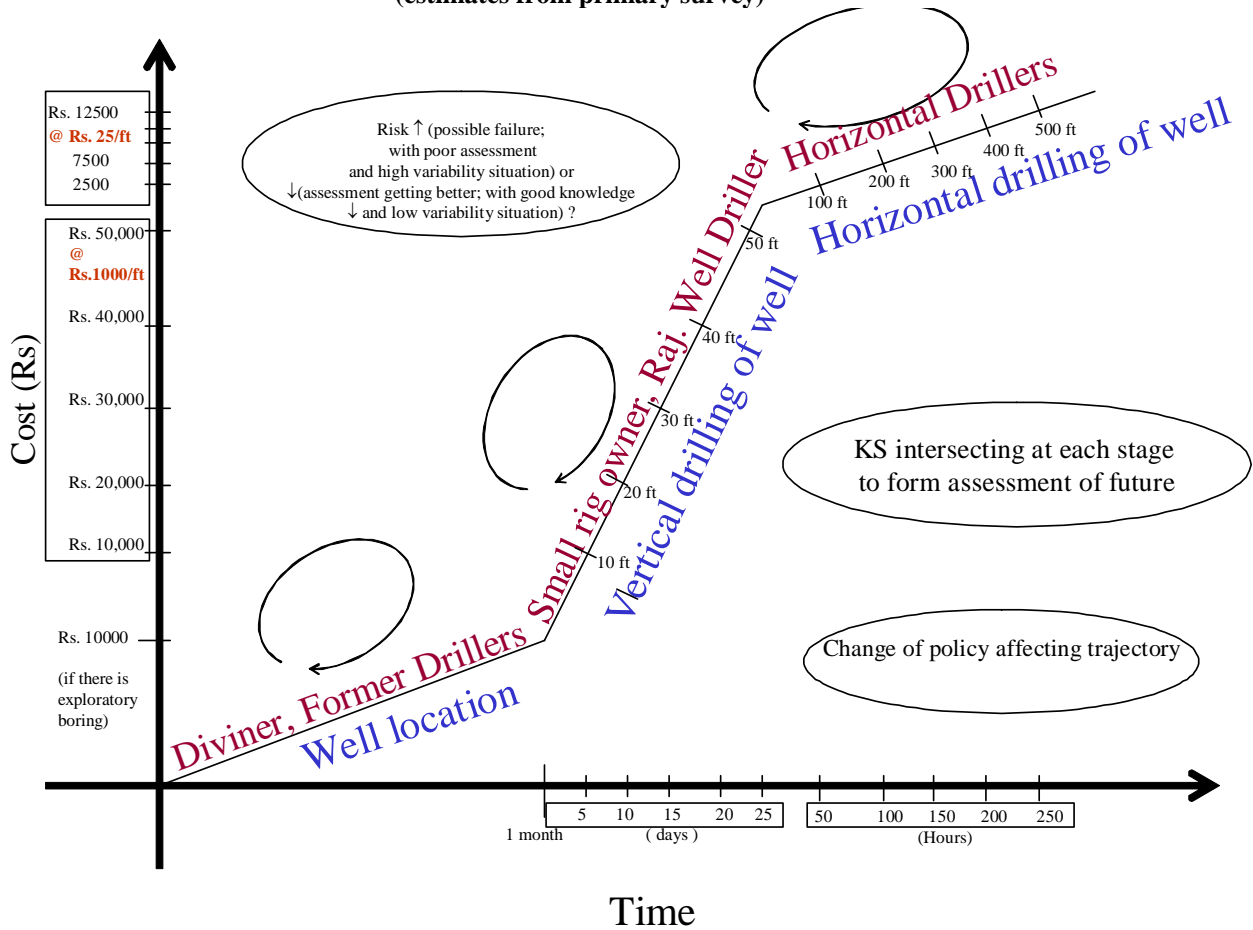 (estimates from primary survey)
Rs. 12500
@ Rs. 25/ft
7500
2500
Rs. 50,000
@
Rs.1000/ft
Rs. 40,000
Rs. 30,000
Rs. 20,000
Rs. 10,000
Rs. 10000
(if there is
exploratory
boring)
Cost (Rs)
Risk ↑ (possible failure;
with poor assessment
and high variability situation) or
↓(assessment getting better; with good knowledge
↓ and low variability situation) ?
Horizontal Drillers
100 ft
200 ft
300 ft
400 ft
500 ft
Horizontal drilling of well
Small rig owner, Raj. Well Driller
50 ft
40 ft
30 ft
20 ft
10 ft
Vertical drilling of well
KS intersecting at each stage
to form assessment of future
Change of policy affecting trajectory
Diviner, Former Drillers
Well location
1 month
5 10 15 20 25
( days )
50 100 150 200 250
(Hours)
Time